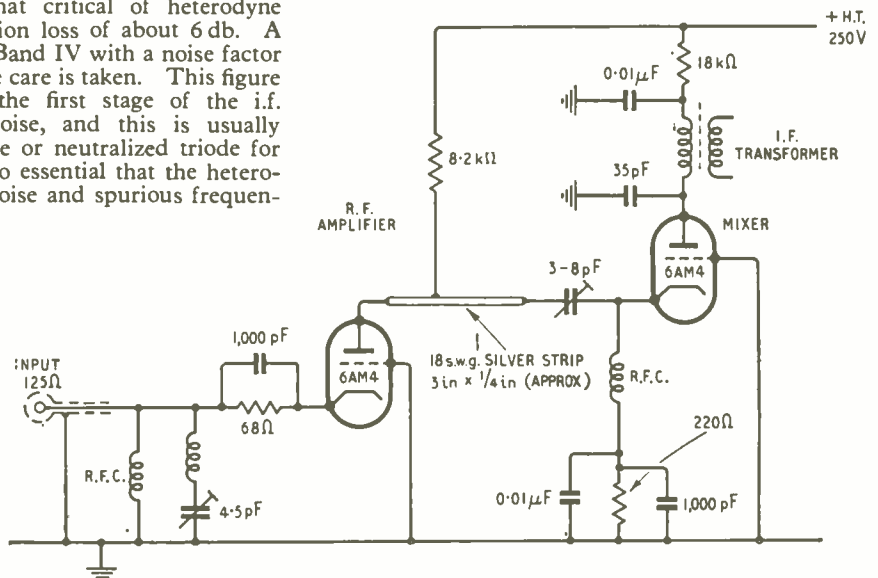 hat critical of heterodyne
ion loss of about 6 db. A
Band IV with a noise factor
e care is taken. This figure
the first stage of the i.f.
oise, and this is usually
e or neutralized triode for
o essential that the hetero-
oise and spurious frequen-
+ H.T.
250V
18kΩ
0·01μF
I.F.
TRANSFORMER
35pF
8·2kΩ
R.F.
AMPLIFIER
MIXER
6AM4
3-8pF
18 s.w.g. SILVER STRIP
3in × 1/4in (APPROX)
1,000 pF
6AM4
INPUT
125Ω
68Ω
R.F.C.
220Ω
R.F.C.
4·5pF
0·01μF
1,000 pF